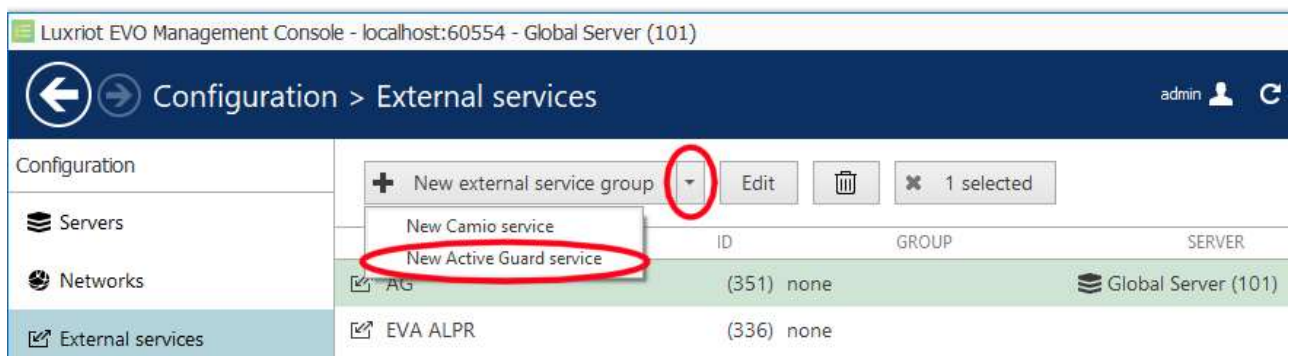 Luxriot EVO Management Console - localhost:60554 - Global Server (101)
Configuration > External services
admin
Configuration
New external service group
Edit
1 selected
Servers
New Camio service
New Active Guard service
ID GROUP SERVER
Networks
AG (351) none Global Server (101)
External services
EVA ALPR (336) none